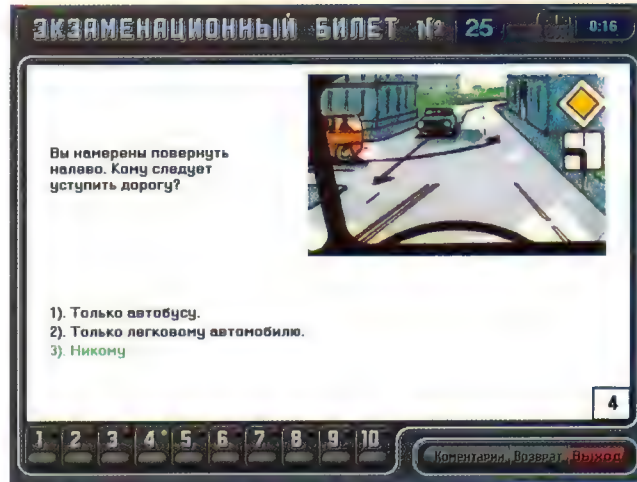 ЭКЗАМЕНАЦИОННЫЙ БИЛЕТ № 25 0:16
Вы намерены повернуть
налево. Кому следует
уступить дорогу?
1). Только автобусу.
2). Только легковому автомобилю.
3). Никому
4
1 2 3 4 5 6 7 8 9 10
Коментарии Возврат Выход